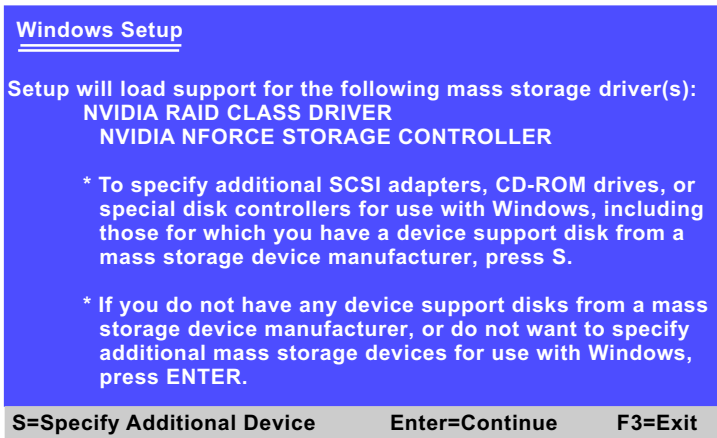 Windows Setup
Setup will load support for the following mass storage driver(s):
NVIDIA RAID CLASS DRIVER
NVIDIA NFORCE STORAGE CONTROLLER
* To specify additional SCSI adapters, CD-ROM drives, or
special disk controllers for use with Windows, including
those for which you have a device support disk from a
mass storage device manufacturer, press S.
* If you do not have any device support disks from a mass
storage device manufacturer, or do not want to specify
additional mass storage devices for use with Windows,
press ENTER.
S=Specify Additional Device Enter=Continue F3=Exit